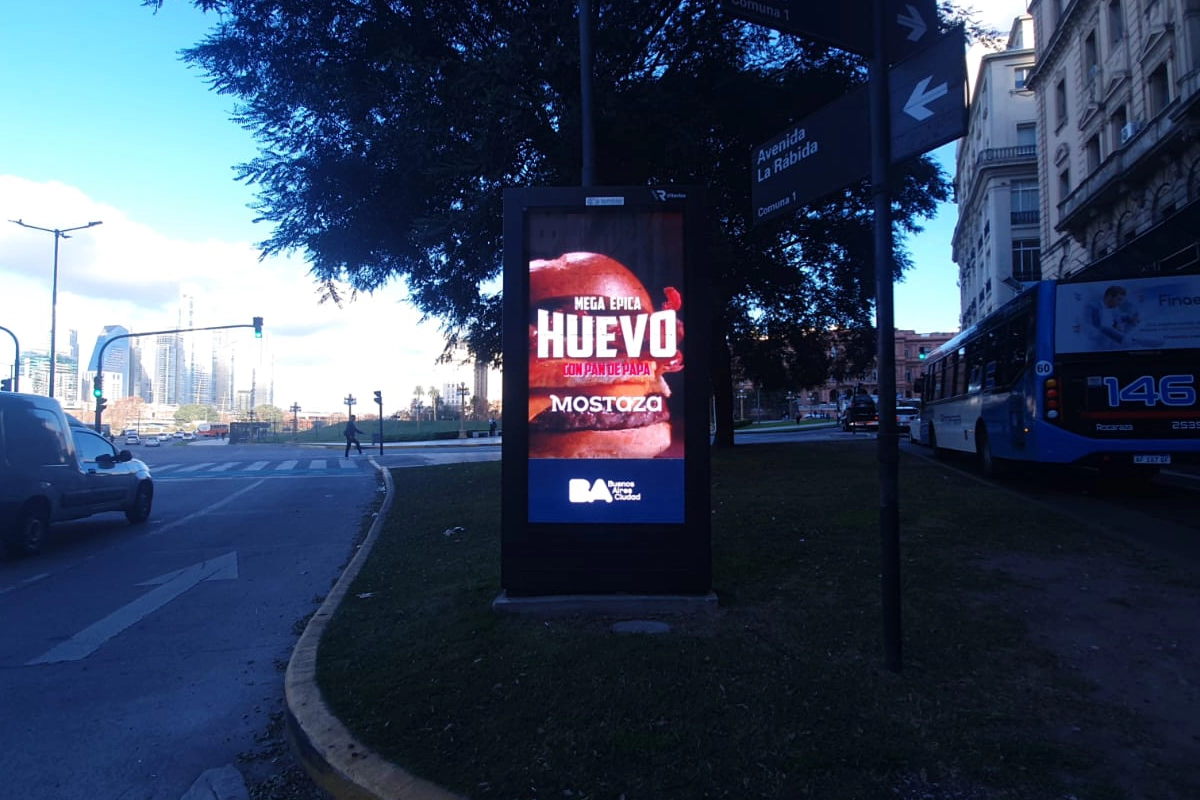 Comuna 1
Avenida
La Rábida
Comuna 1
MEGA ÉPICA
HUEVO
CON PAN DE PAPA
MOSTAZA
BA Buenos
Aires
Ciudad
60
146
Rocaraza
2539